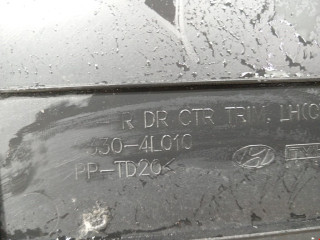 R DR CTR TRIM, LH
30-4L010
PP-TD20<